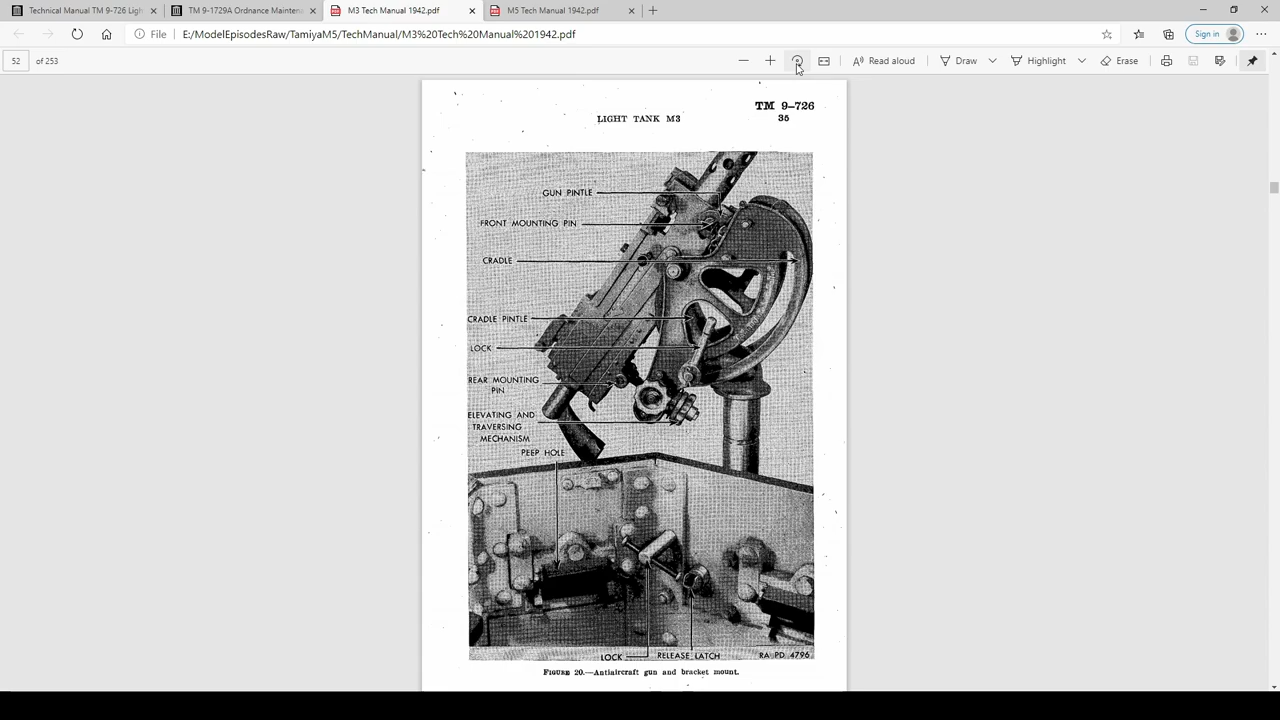 Technical Manual TM 9-726 Ligh
TM 9-1729A Ordnance Maintenan
M3 Tech Manual 1942.pdf
M5 Tech Manual 1942.pdf
File
E:/ModelEpisodesRaw/TamiyaM5/TechManual/M3%20Tech%20Manual%201942.pdf
Sign in
52 of 253
Read aloud
Draw
Highlight
Erase
TM 9–726
LIGHT TANK M3
35
GUN PINTLE
FRONT MOUNTING PIN
CRADLE
CRADLE PINTLE
LOCK
REAR MOUNTING
PIN
ELEVATING AND
TRAVERSING
MECHANISM
PEEP HOLE
LOCK
RELEASE LATCH
RA PD 4796
FIGURE 20.—Antiaircraft gun and bracket mount.